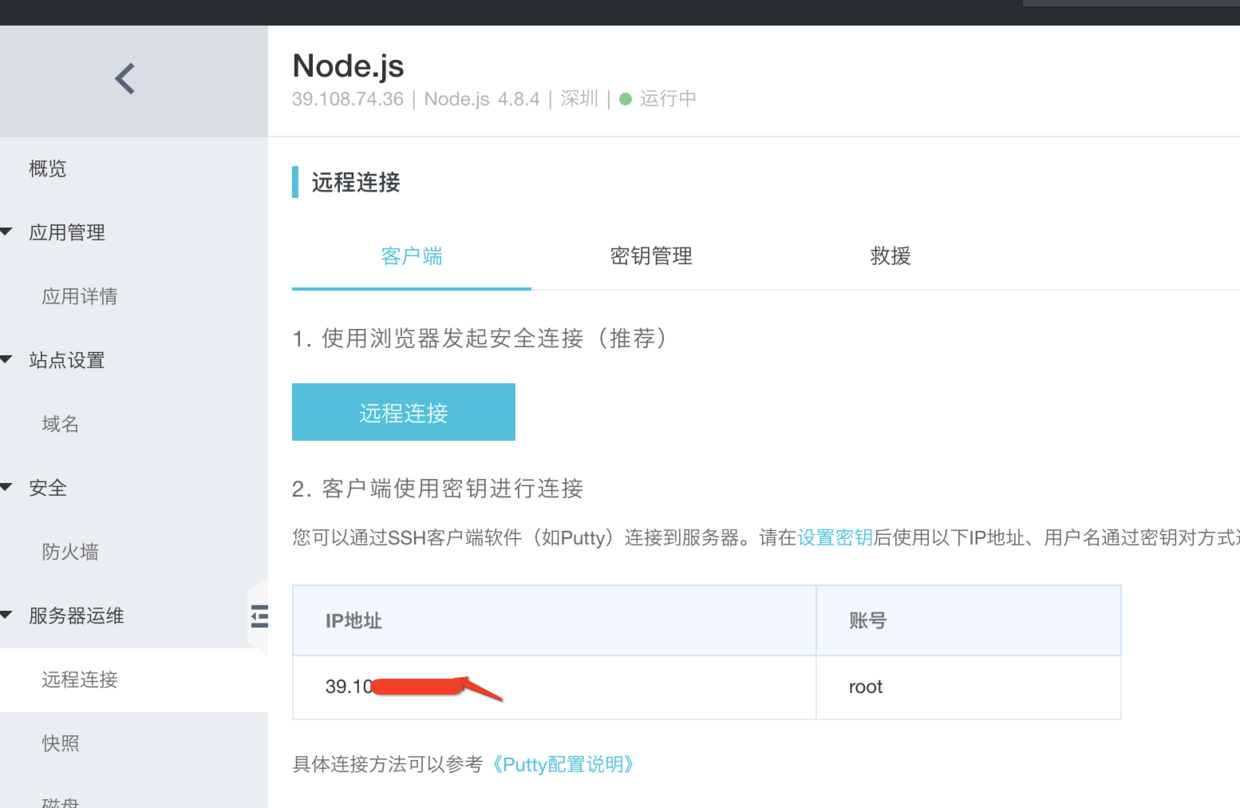 Node.js
39.108.74.36 | Node.js 4.8.4 | 深圳 | 运行中
概览
应用管理
应用详情
站点设置
域名
安全
防火墙
服务器运维
远程连接
快照
磁盘
远程连接
客户端 密钥管理 救援
1. 使用浏览器发起安全连接（推荐）
远程连接
2. 客户端使用密钥进行连接
您可以通过SSH客户端软件（如Putty）连接到服务器。请在设置密钥后使用以下IP地址、用户名通过密钥对方式
IP地址 账号
39.10 root
具体连接方法可以参考《Putty配置说明》